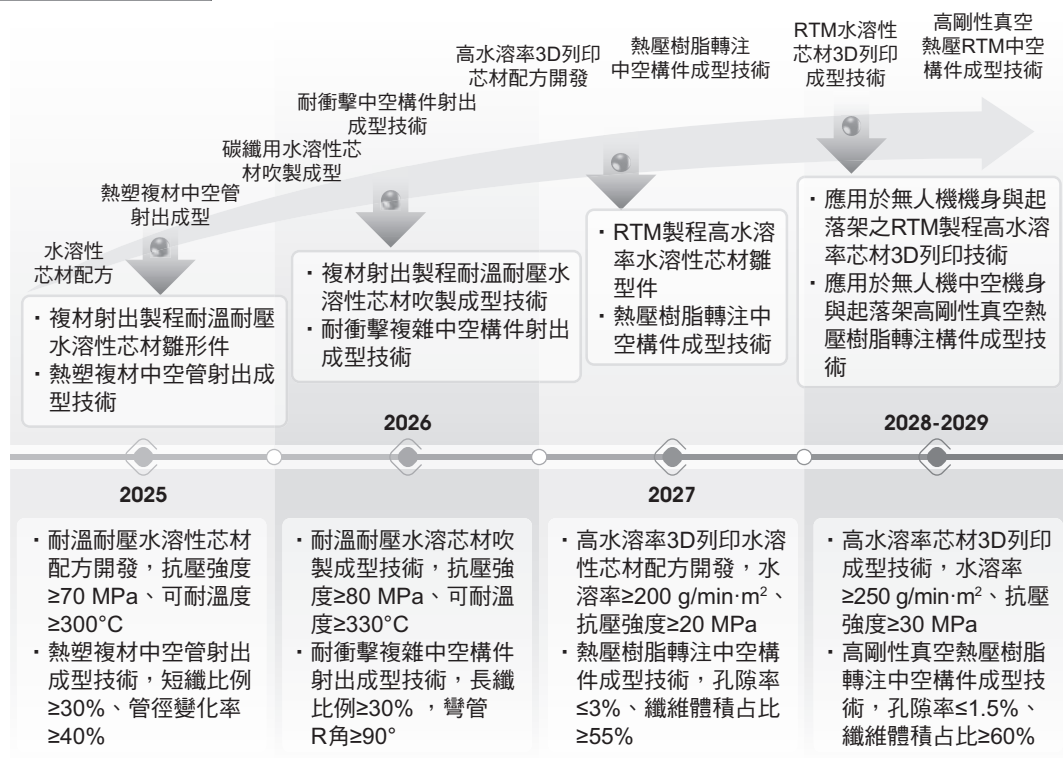 水溶性
芯材配方
熱塑複材中空管
射出成型
碳纖用水溶性芯
材吹製成型
耐衝擊中空構件射出
成型技術
高水溶率3D列印
芯材配方開發
熱壓樹脂轉注
中空構件成型技術
RTM水溶性
芯材3D列印
成型技術
高剛性真空
熱壓RTM中空
構件成型技術
・複材射出製程耐溫耐壓
水溶性芯材雛形件
・熱塑複材中空管射出成
型技術
・複材射出製程耐溫耐壓水
溶性芯材吹製成型技術
・耐衝擊複雜中空構件射出
成型技術
・RTM製程高水溶
率水溶性芯材雛
型件
・熱壓樹脂轉注中
空構件成型技術
・應用於無人機機身與起
落架之RTM製程高水溶
率芯材3D列印技術
・應用於無人機中空機身
與起落架高剛性真空熱
壓樹脂轉注構件成型技
術
2025
2026
2027
2028-2029
・耐溫耐壓水溶性芯材
配方開發，抗壓強度
≥70 MPa、可耐溫度
≥300°C
・熱塑複材中空管射出
成型技術，短纖比例
≥30%、管徑變化率
≥40%
・耐溫耐壓水溶芯材吹
製成型技術，抗壓強
度≥80 MPa、可耐溫
度≥330°C
・耐衝擊複雜中空構件
射出成型技術，長纖
比例≥30% ，彎管
R角≥90°
・高水溶率3D列印水溶
性芯材配方開發，水
溶率≥200 g/min·m²、
抗壓強度≥20 MPa
・熱壓樹脂轉注中空構
件成型技術，孔隙率
≤3%、纖維體積占比
≥55%
・高水溶率芯材3D列印
成型技術，水溶率
≥250 g/min·m²、抗壓
強度≥30 MPa
・高剛性真空熱壓樹脂
轉注中空構件成型技
術，孔隙率≤1.5%、
纖維體積占比≥60%